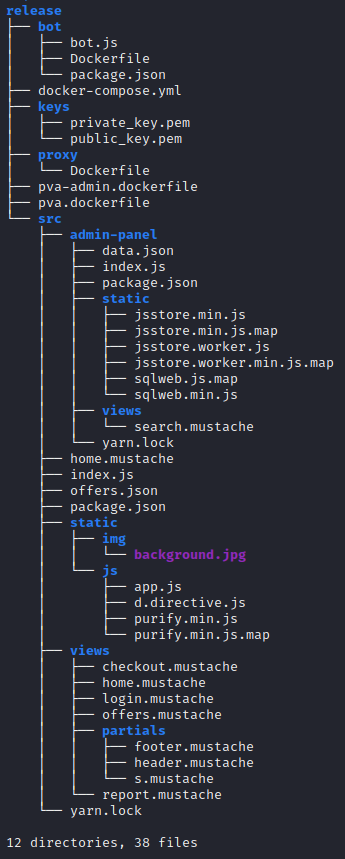 release
├── bot
│   ├── bot.js
│   ├── Dockerfile
│   └── package.json
├── docker-compose.yml
├── keys
│   ├── private_key.pem
│   └── public_key.pem
├── proxy
│   └── Dockerfile
├── pva-admin.dockerfile
├── pva.dockerfile
└── src
    ├── admin-panel
    │   ├── data.json
    │   ├── index.js
    │   ├── package.json
    │   ├── static
    │   │   ├── jsstore.min.js
    │   │   ├── jsstore.min.js.map
    │   │   ├── jsstore.worker.js
    │   │   ├── jsstore.worker.min.js.map
    │   │   ├── sqlweb.js.map
    │   │   └── sqlweb.min.js
    │   ├── views
    │   │   └── search.mustache
    │   └── yarn.lock
    ├── home.mustache
    ├── index.js
    ├── offers.json
    ├── package.json
    ├── static
    │   ├── img
    │   │   └── background.jpg
    │   └── js
    │       ├── app.js
    │       ├── d.directive.js
    │       ├── purify.min.js
    │       └── purify.min.js.map
    ├── views
    │   ├── checkout.mustache
    │   ├── home.mustache
    │   ├── login.mustache
    │   ├── offers.mustache
    │   ├── partials
    │   │   ├── footer.mustache
    │   │   ├── header.mustache
    │   │   └── s.mustache
    │   └── report.mustache
    └── yarn.lock
12 directories, 38 files